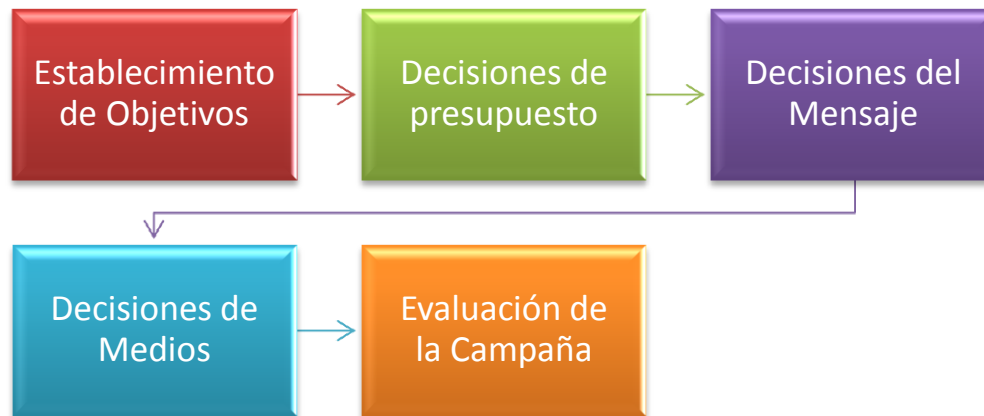 Establecimiento
de Objetivos
Decisiones de
presupuesto
Decisiones del
Mensaje
Decisiones de
Medios
Evaluación de
la Campaña